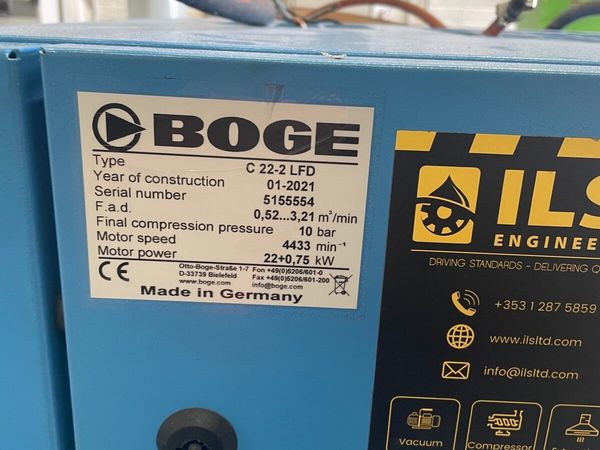 BOGE
Type C 22-2 LFD
Year of construction 01-2021
Serial number 5155554
F.a.d. 0,52...3,21 m³/min
Final compression pressure 10 bar
Motor speed 4433 min⁻¹
Motor power 22+0,75 kW
CE
Otto-Boge-Straße 1-7 Fon +49(0)5206/601-0
D-33739 Bielefeld Fax +49(0)5206/601-200
www.boge.com info@boge.com
Made in Germany
ILS
ENGINEE
DRIVING STANDARDS - DELIVERING Q
+353 1 287 5859
www.ilsltd.com
info@ilsltd.com
Vacuum
Compressor